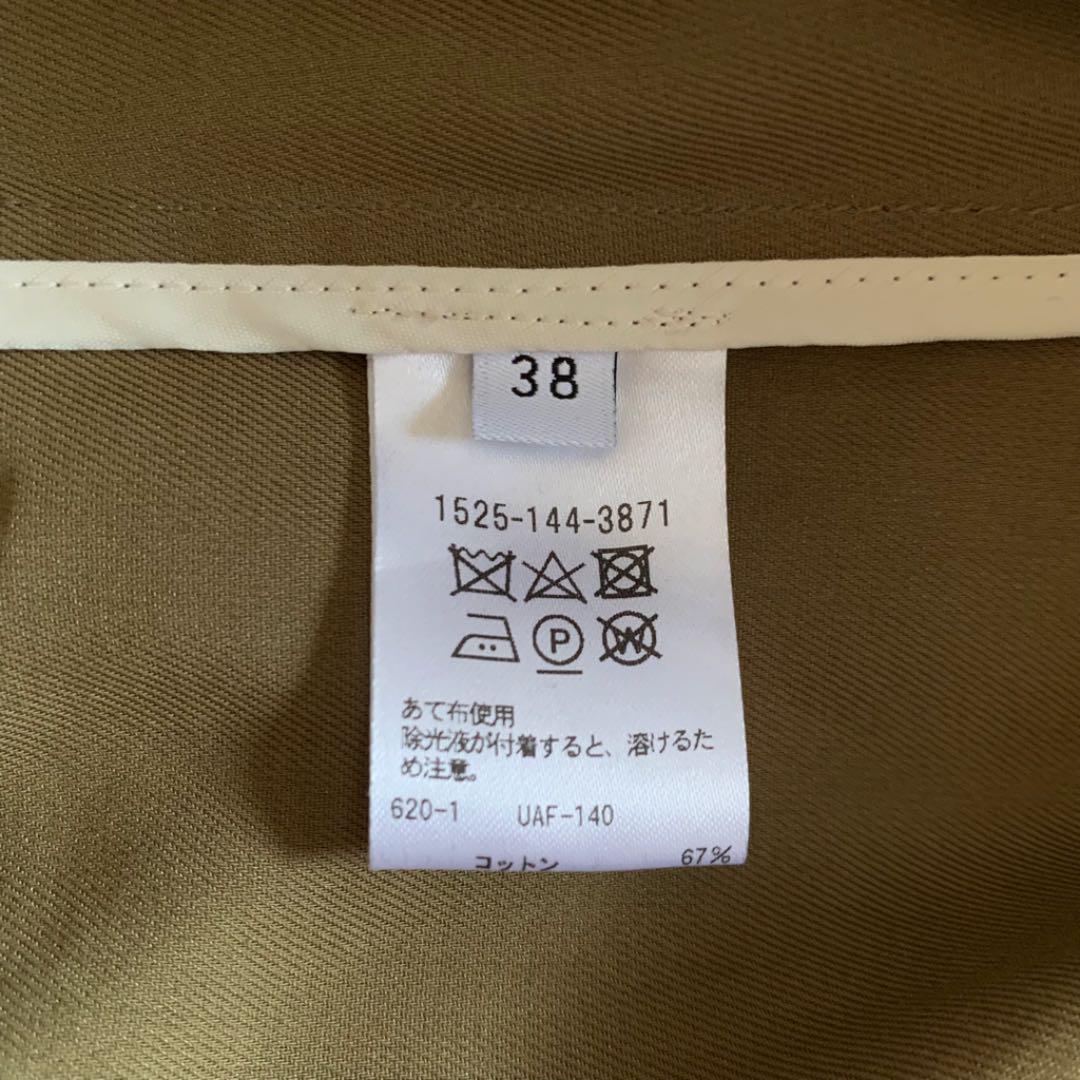 38
1525-144-3871
P W
あて布使用
除光液が付着すると、溶けるた
め注意。
620-1 UAF-140
コットン 67%